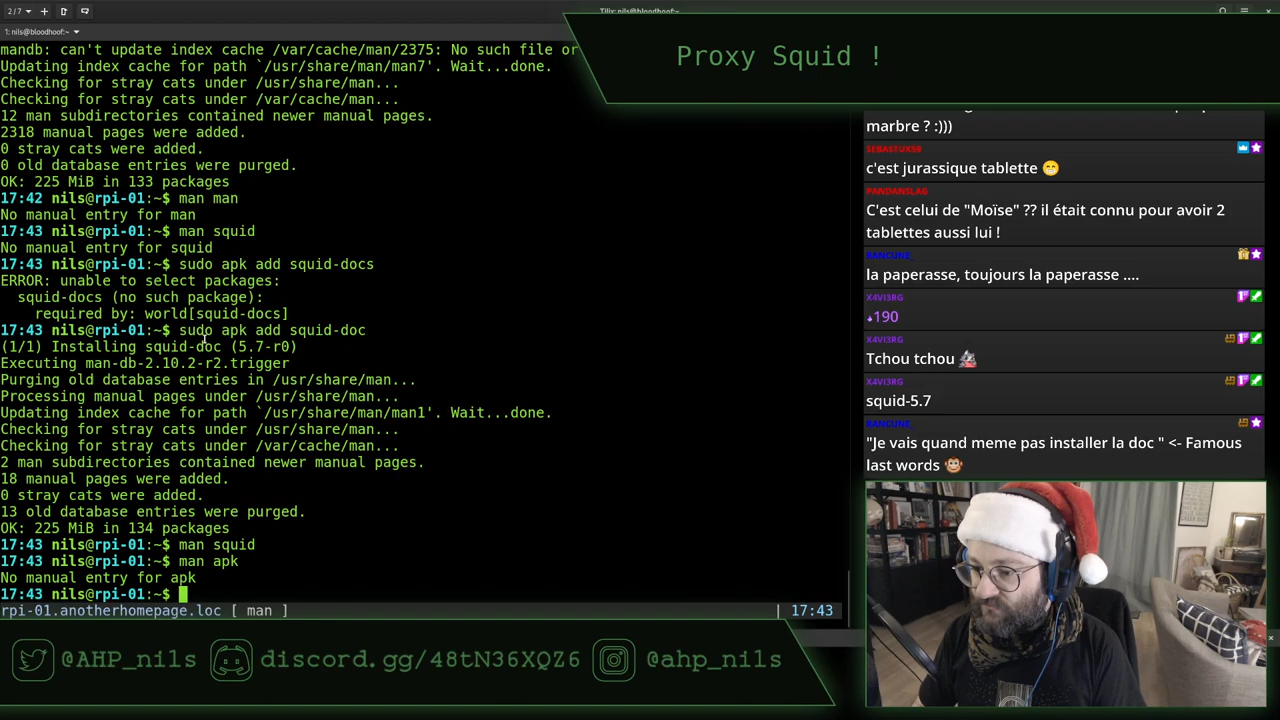 2/7
Tilix: nils@bloodhoof:~
1: nils@bloodhoof:~
mandb: can't update index cache /var/cache/man/2375: No such file or
Updating index cache for path `/usr/share/man/man7'. Wait...done.
Checking for stray cats under /usr/share/man...
Checking for stray cats under /var/cache/man...
12 man subdirectories contained newer manual pages.
2318 manual pages were added.
0 stray cats were added.
0 old database entries were purged.
OK: 225 MiB in 133 packages
17:42 nils@rpi-01:~$ man man
No manual entry for man
17:43 nils@rpi-01:~$ man squid
No manual entry for squid
17:43 nils@rpi-01:~$ sudo apk add squid-docs
ERROR: unable to select packages:
squid-docs (no such package):
required by: world[squid-docs]
17:43 nils@rpi-01:~$ sudo apk add squid-doc
(1/1) Installing squid-doc (5.7-r0)
Executing man-db-2.10.2-r2.trigger
Purging old database entries in /usr/share/man...
Processing manual pages under /usr/share/man...
Updating index cache for path `/usr/share/man/man1'. Wait...done.
Checking for stray cats under /usr/share/man...
Checking for stray cats under /var/cache/man...
2 man subdirectories contained newer manual pages.
18 manual pages were added.
0 stray cats were added.
13 old database entries were purged.
OK: 225 MiB in 134 packages
17:43 nils@rpi-01:~$ man squid
17:43 nils@rpi-01:~$ man apk
No manual entry for apk
17:43 nils@rpi-01:~$
rpi-01.anotherhomepage.loc [ man ] | 17:43
Proxy Squid !
marbre ? :)))
SEBASTUX59
c'est jurassique tablette 😁
PANDANSLAG
C'est celui de "Moïse" ?? il était connu pour avoir 2
tablettes aussi lui !
RANCUNE_
la paperasse, toujours la paperasse ....
X4VI3RG
190
X4VI3RG
Tchou tchou
X4VI3RG
squid-5.7
RANCUNE_
"Je vais quand meme pas installer la doc " <- Famous
last words
@AHP_nils discord.gg/48tN36XQZ6 @ahp_nils